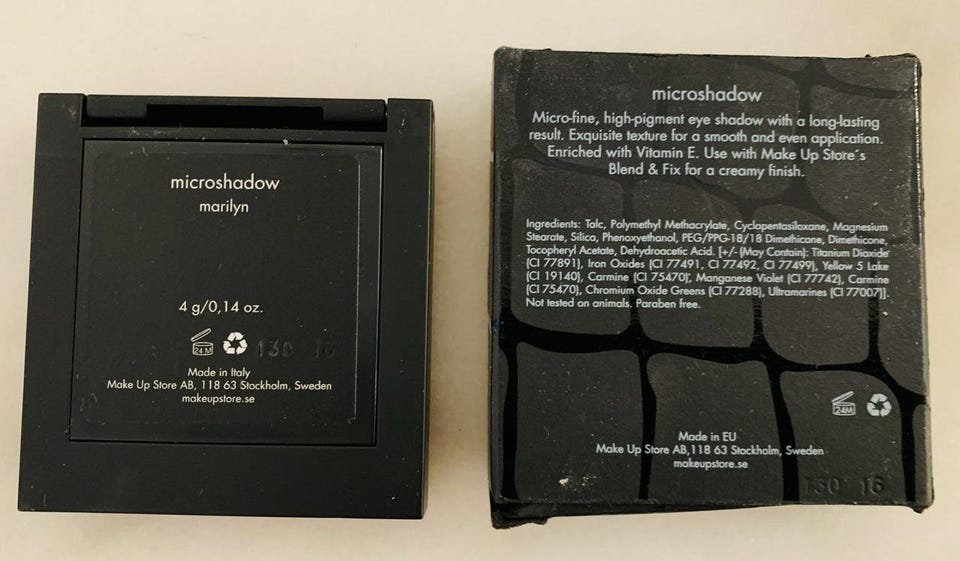 microshadow
marilyn
4 g/0,14 oz.
24 M
130 16
Made in Italy
Make Up Store AB, 118 63 Stockholm, Sweden
makeupstore.se
microshadow
Micro-fine, high-pigment eye shadow with a long-lasting
result. Exquisite texture for a smooth and even application.
Enriched with Vitamin E. Use with Make Up Store´s
Blend & Fix for a creamy finish.
Ingredients: Talc, Polymethyl Methacrylate, Cyclopentasiloxane, Magnesium
Stearate, Silica, Phenoxyethanol, PEG/PPG-18/18 Dimethicone, Dimethicone,
Tocopheryl Acetate, Dehydroacetic Acid. [+/- (May Contain): Titanium Dioxide
(CI 77891), Iron Oxides (CI 77491, CI 77492, CI 77499), Yellow 5 Lake
(CI 19140), Carmine (CI 75470), Manganese Violet (CI 77742), Carmine
(CI 75470), Chromium Oxide Greens (CI 77288), Ultramarines (CI 77007)].
Not tested on animals. Paraben free.
24M
Made in EU
Make Up Store AB,118 63 Stockholm, Sweden
makeupstore.se
130 16